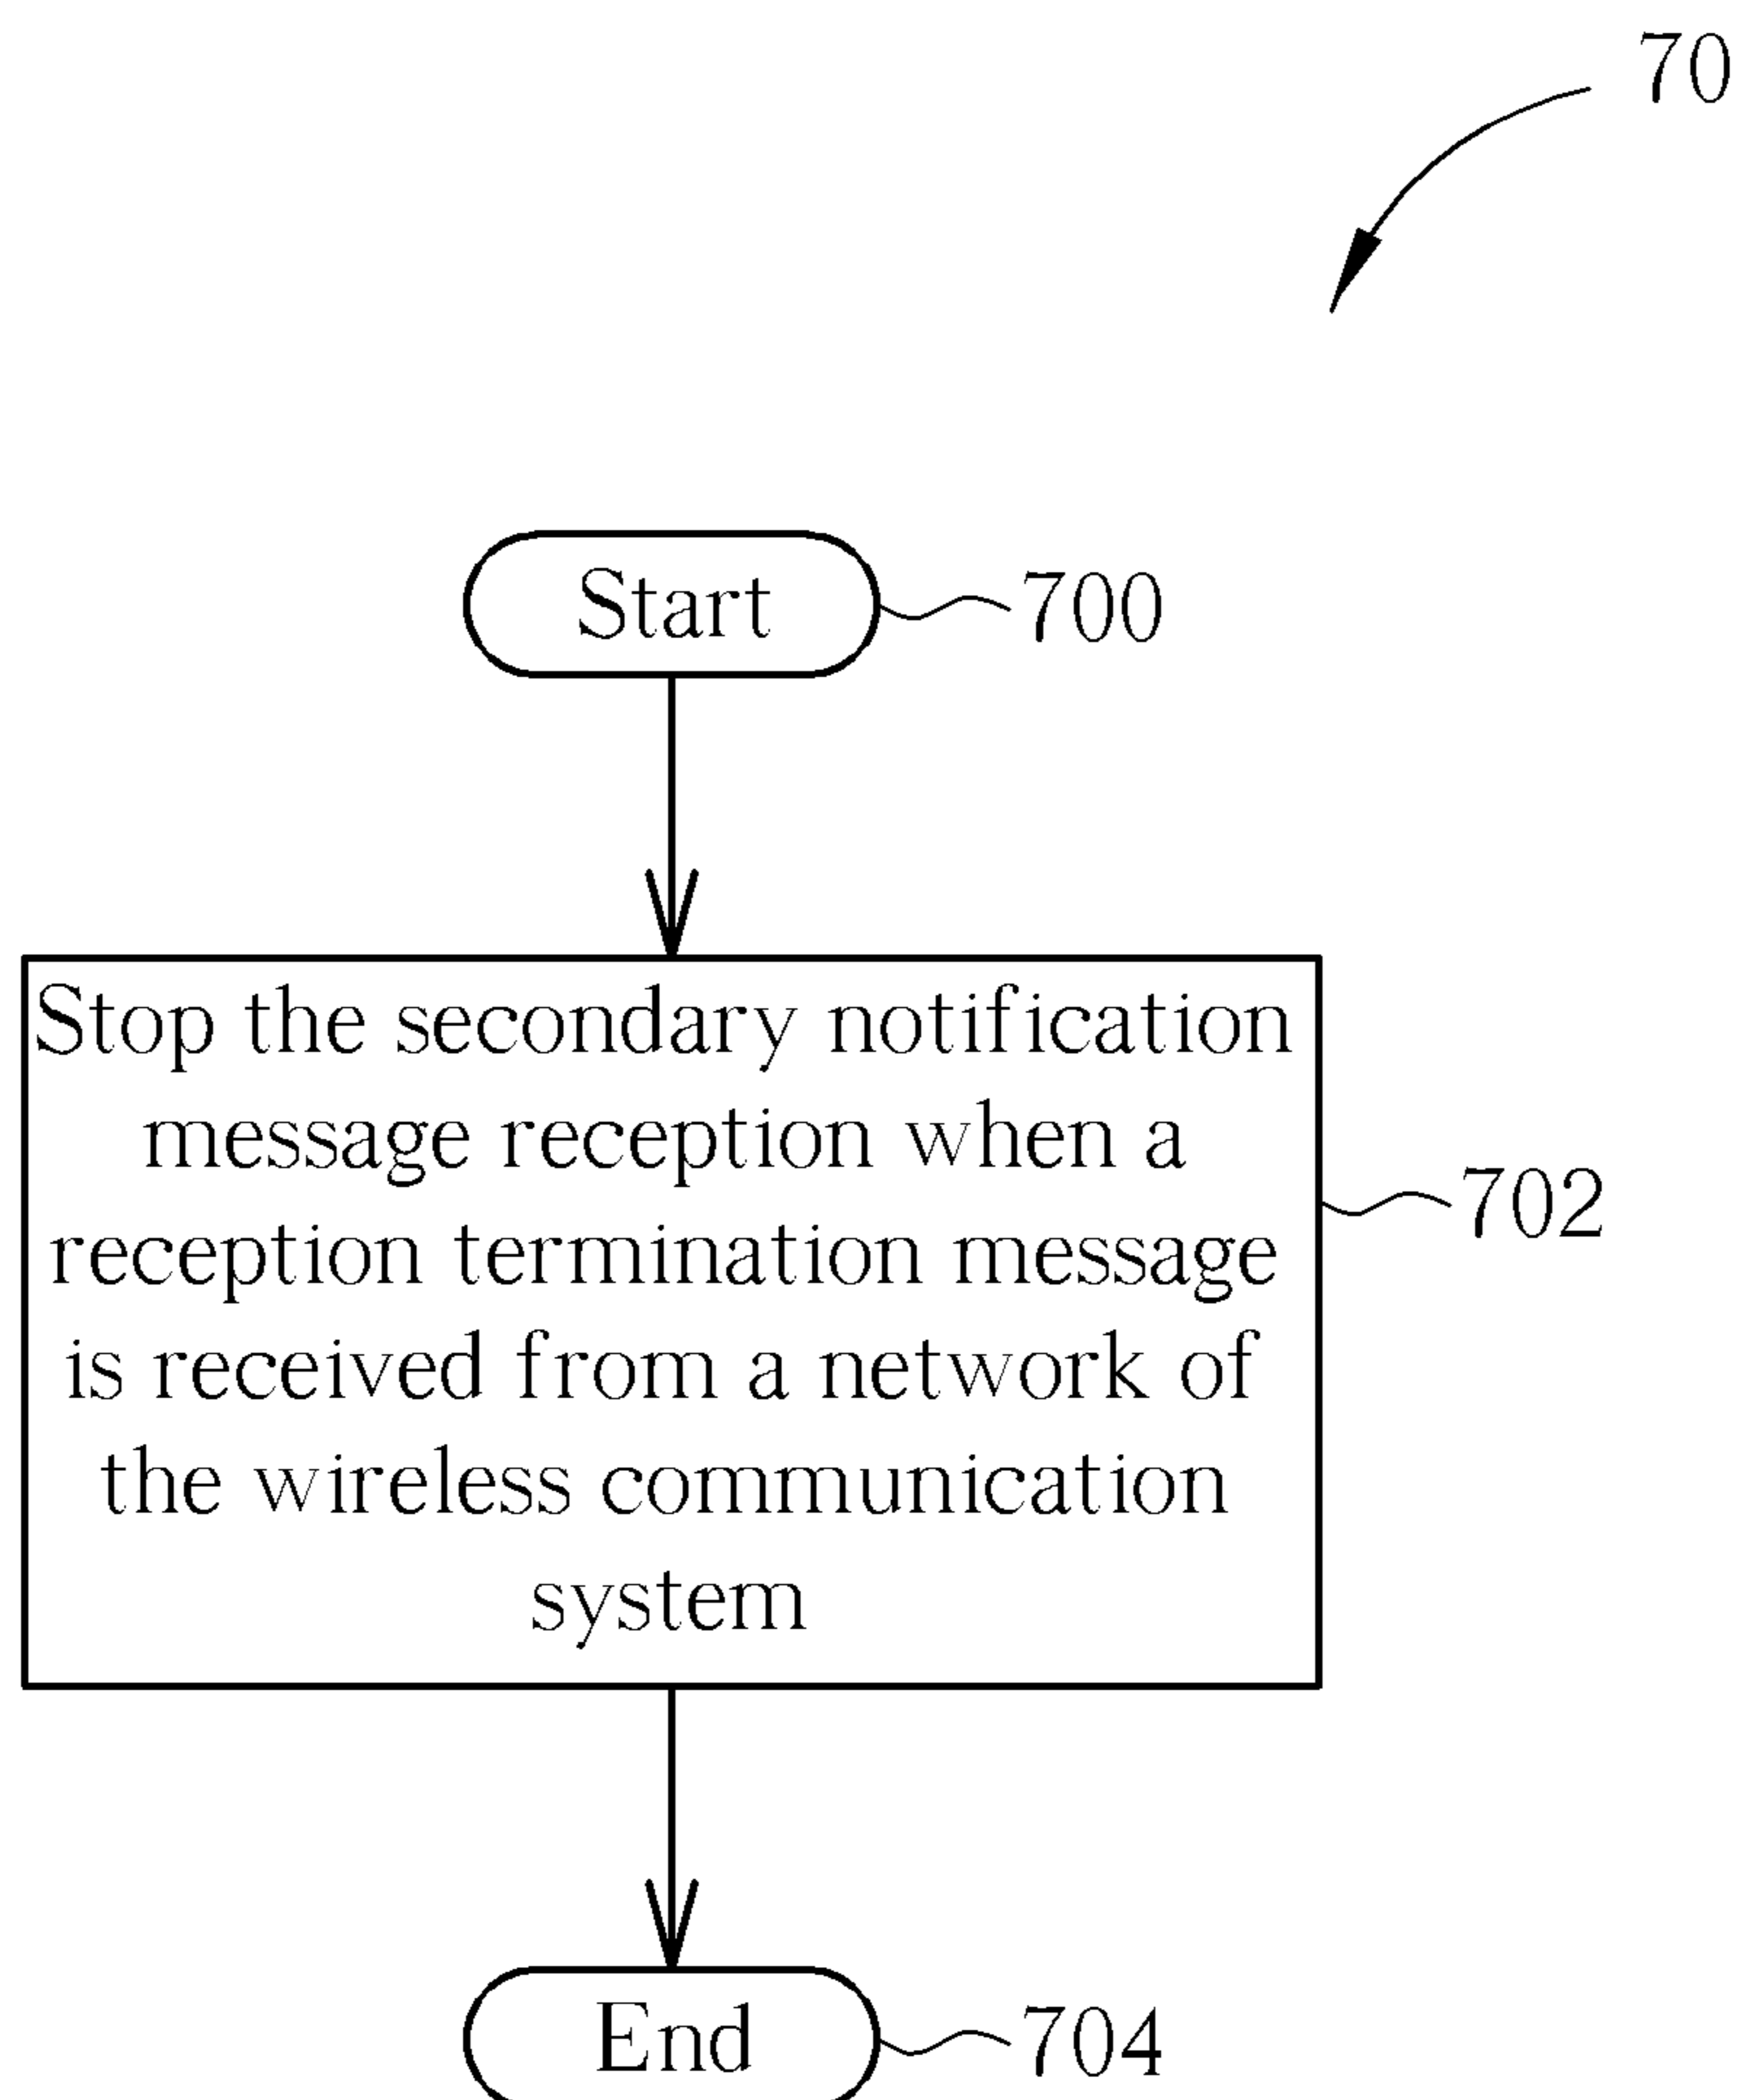 70
Start
700
Stop the secondary notification
message reception when a
reception termination message
is received from a network of
the wireless communication
system
702
End
704